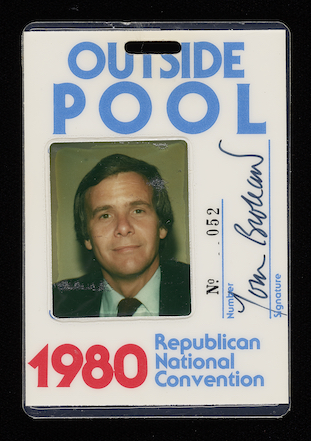 OUTSIDE
POOL
Nº 052
Number
Tom Brokaw
Signature
1980
Republican
National
Convention